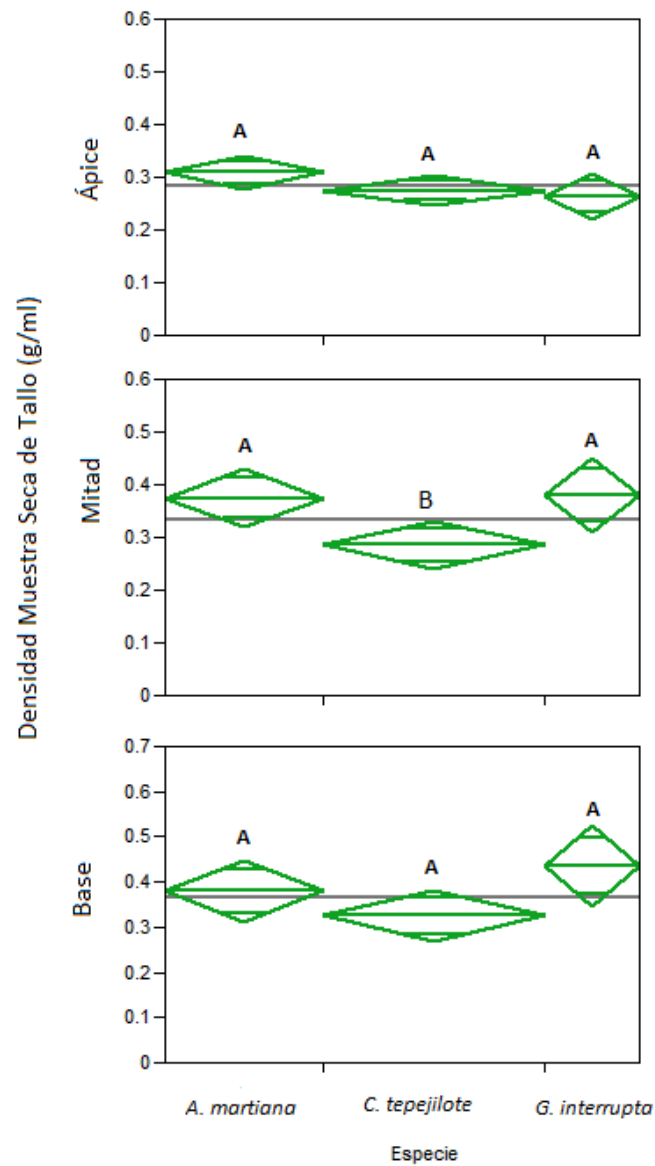 Densidad Muestra Seca de Tallo (g/ml)
Ápice
0.6
0.5
0.4
0.3
0.2
0.1
0
A
A
A
Mitad
0.6
0.5
0.4
0.3
0.2
0.1
0
A
B
A
Base
0.7
0.6
0.5
0.4
0.3
0.2
0.1
0
A
A
A
A. martiana
C. tepejilote
G. interrupta
Especie